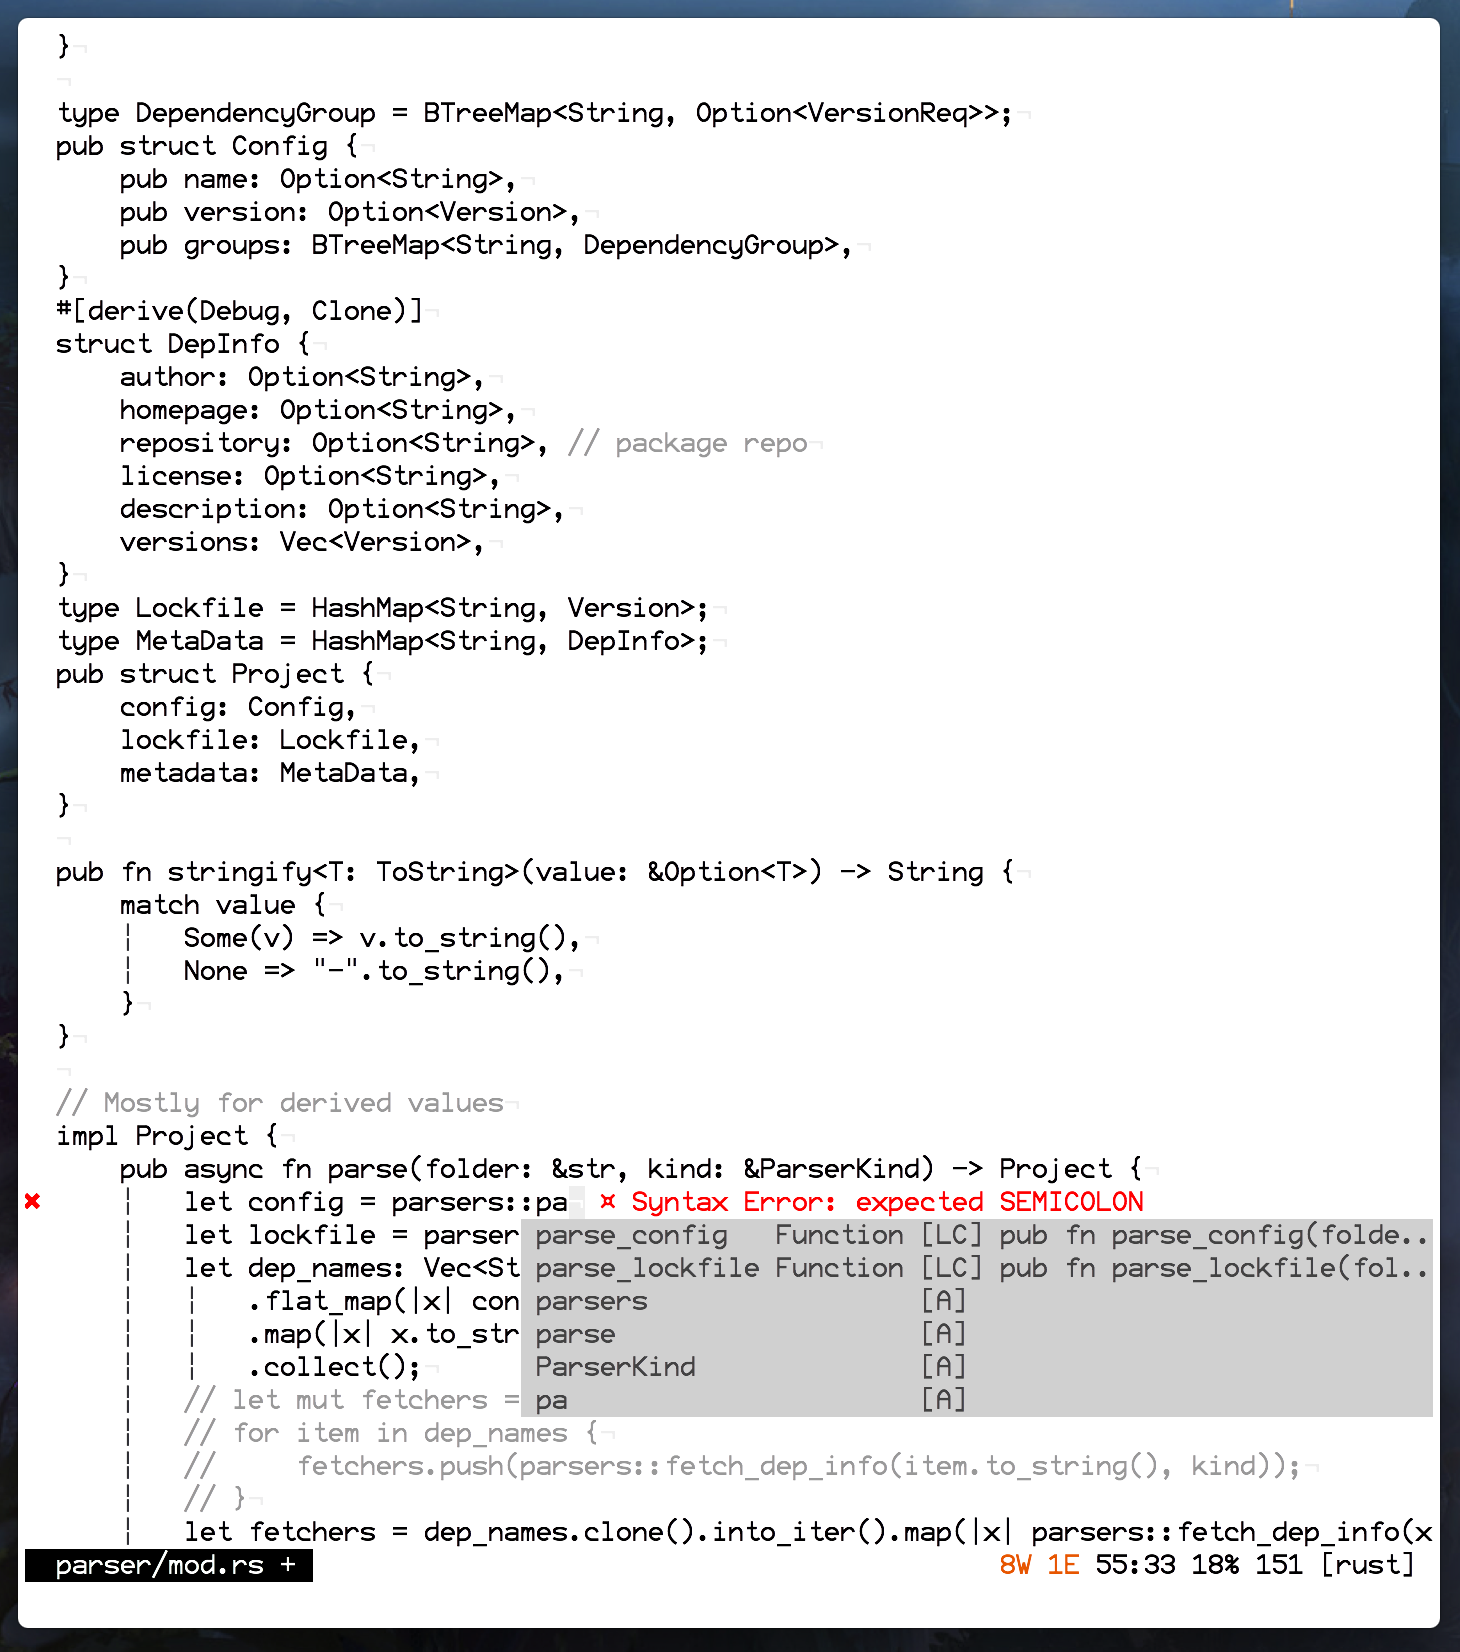 }¬
¬
type DependencyGroup = BTreeMap<String, Option<VersionReq>>;¬
pub struct Config {¬
    pub name: Option<String>,¬
    pub version: Option<Version>,¬
    pub groups: BTreeMap<String, DependencyGroup>,¬
}¬
#[derive(Debug, Clone)]¬
struct DepInfo {¬
    author: Option<String>,¬
    homepage: Option<String>,¬
    repository: Option<String>, // package repo¬
    license: Option<String>,¬
    description: Option<String>,¬
    versions: Vec<Version>,¬
}¬
type Lockfile = HashMap<String, Version>;¬
type MetaData = HashMap<String, DepInfo>;¬
pub struct Project {¬
    config: Config,¬
    lockfile: Lockfile,¬
    metadata: MetaData,¬
}¬
¬
pub fn stringify<T: ToString>(value: &Option<T>) -> String {¬
    match value {¬
    ¦   Some(v) => v.to_string(),¬
    ¦   None => "-".to_string(),¬
    }¬
}¬
¬
// Mostly for derived values¬
impl Project {¬
    pub async fn parse(folder: &str, kind: &ParserKind) -> Project {¬
✖   ¦   let config = parsers::pa¬ ¤ Syntax Error: expected SEMICOLON
    ¦   let lockfile = parser parse_config   Function [LC] pub fn parse_config(folde..
    ¦   let dep_names: Vec<St parse_lockfile Function [LC] pub fn parse_lockfile(fol..
    ¦   ¦   .flat_map(|x| con parsers                 [A]
    ¦   ¦   .map(|x| x.to_str parse                   [A]
    ¦   ¦   .collect();¬      ParserKind              [A]
    ¦   // let mut fetchers = pa                      [A]
    ¦   // for item in dep_names {¬
    ¦   //     fetchers.push(parsers::fetch_dep_info(item.to_string(), kind));¬
    ¦   // }¬
    ¦   let fetchers = dep_names.clone().into_iter().map(|x| parsers::fetch_dep_info(x
parser/mod.rs + 8W 1E 55:33 18% 151 [rust]